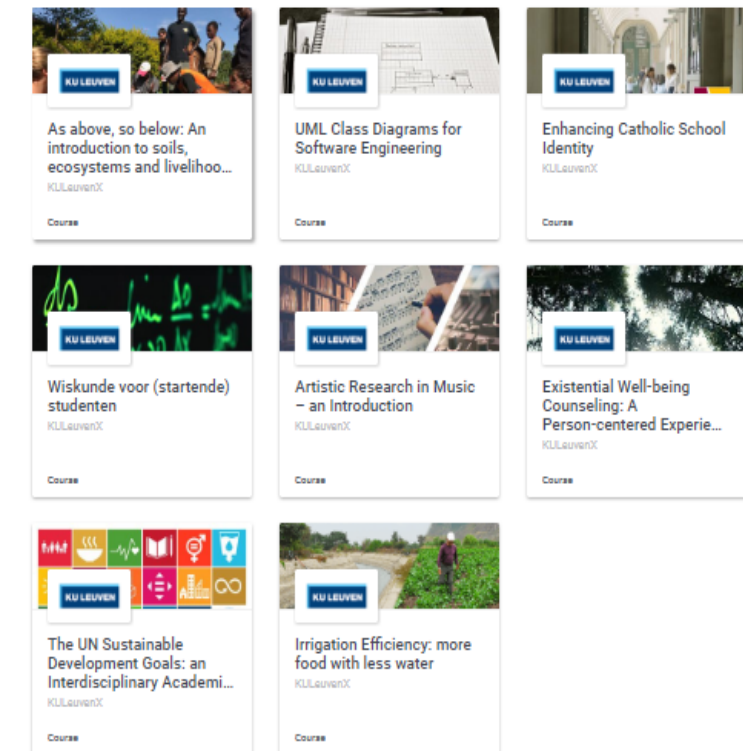 KU LEUVEN
As above, so below: An
introduction to soils,
ecosystems and livelihoo...
KULeuvenX
Course
KU LEUVEN
UML Class Diagrams for
Software Engineering
KULeuvenX
Course
KU LEUVEN
Enhancing Catholic School
Identity
KULeuvenX
Course
KU LEUVEN
Wiskunde voor (startende)
studenten
KULeuvenX
Course
KU LEUVEN
Artistic Research in Music
– an Introduction
KULeuvenX
Course
KU LEUVEN
Existential Well-being
Counseling: A
Person-centered Experie...
KULeuvenX
Course
KU LEUVEN
The UN Sustainable
Development Goals: an
Interdisciplinary Academi...
KULeuvenX
Course
KU LEUVEN
Irrigation Efficiency: more
food with less water
KULeuvenX
Course